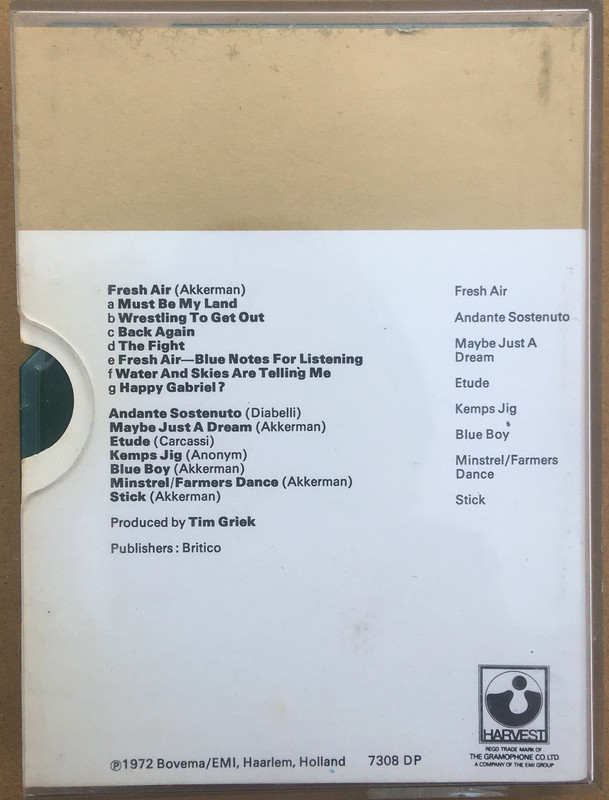 Fresh Air (Akkerman)
a Must Be My Land
b Wrestling To Get Out
c Back Again
d The Fight
e Fresh Air—Blue Notes For Listening
f Water And Skies Are Telling Me
g Happy Gabriel?
Andante Sostenuto (Diabelli)
Maybe Just A Dream (Akkerman)
Etude (Carcassi)
Kemps Jig (Anonym)
Blue Boy (Akkerman)
Minstrel/Farmers Dance (Akkerman)
Stick (Akkerman)
Produced by Tim Griek
Publishers: Britico
Fresh Air
Andante Sostenuto
Maybe Just A
Dream
Etude
Kemps Jig
Blue Boy
Minstrel/Farmers
Dance
Stick
HARVEST
REGD TRADE MARK OF
THE GRAMOPHONE CO. LTD.
A COMPANY OF THE EMI GROUP
℗1972 Bovema/EMI, Haarlem, Holland 7308 DP